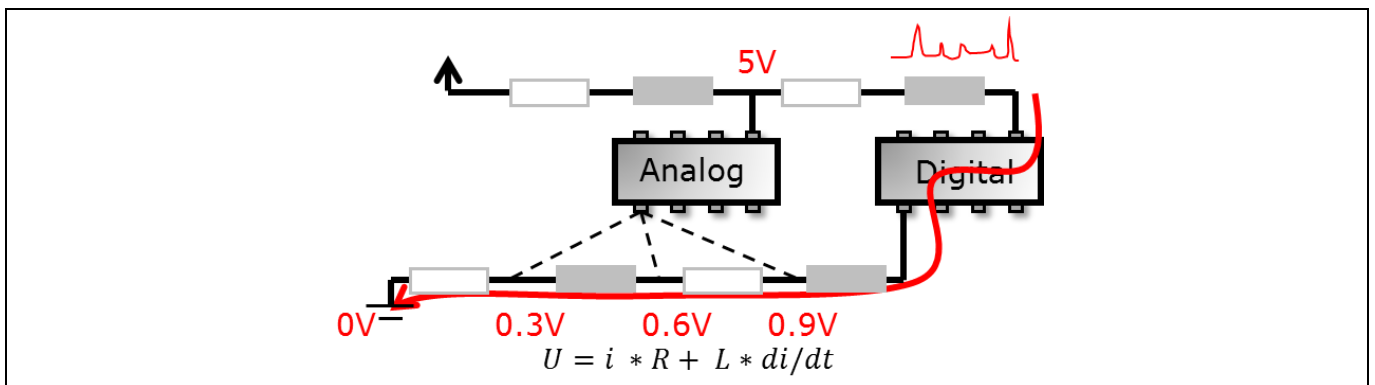 5V
Analog
Digital
0V
0.3V
0.6V
0.9V
U = i * R + L * di/dt